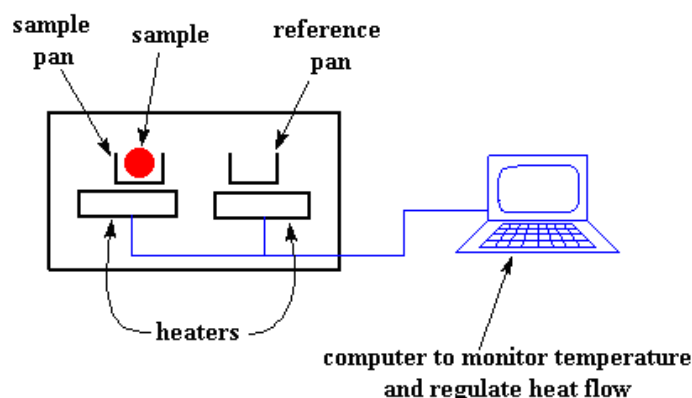 sample
pan
sample
reference
pan
heaters
computer to monitor temperature
and regulate heat flow